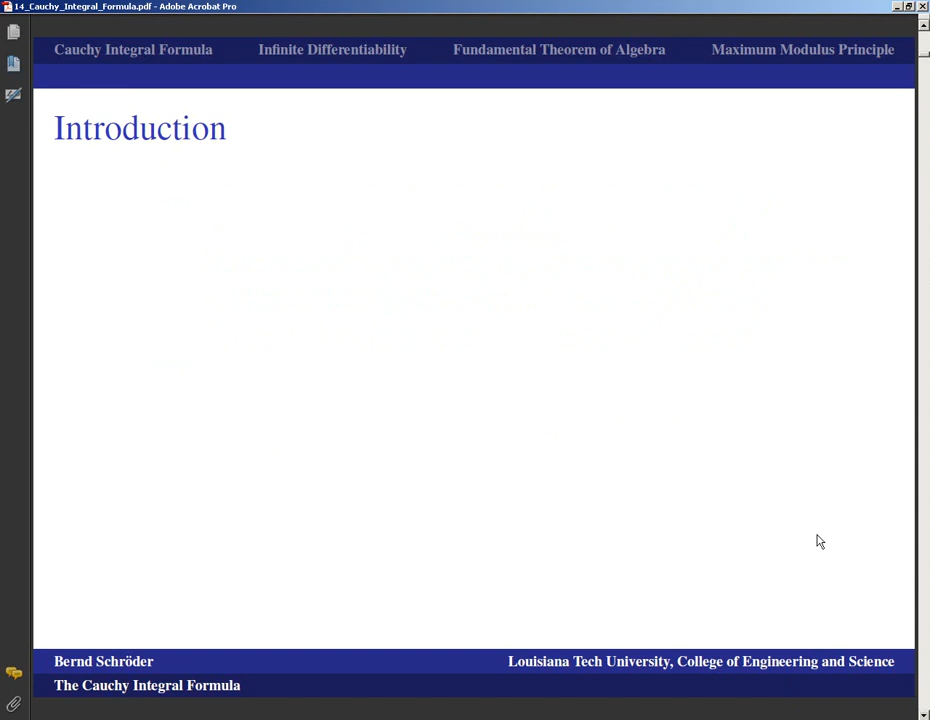 14_Cauchy_Integral_Formula.pdf - Adobe Acrobat Pro
Cauchy Integral Formula Infinite Differentiability Fundamental Theorem of Algebra Maximum Modulus Principle
Introduction
Bernd Schröder Louisiana Tech University, College of Engineering and Science
The Cauchy Integral Formula